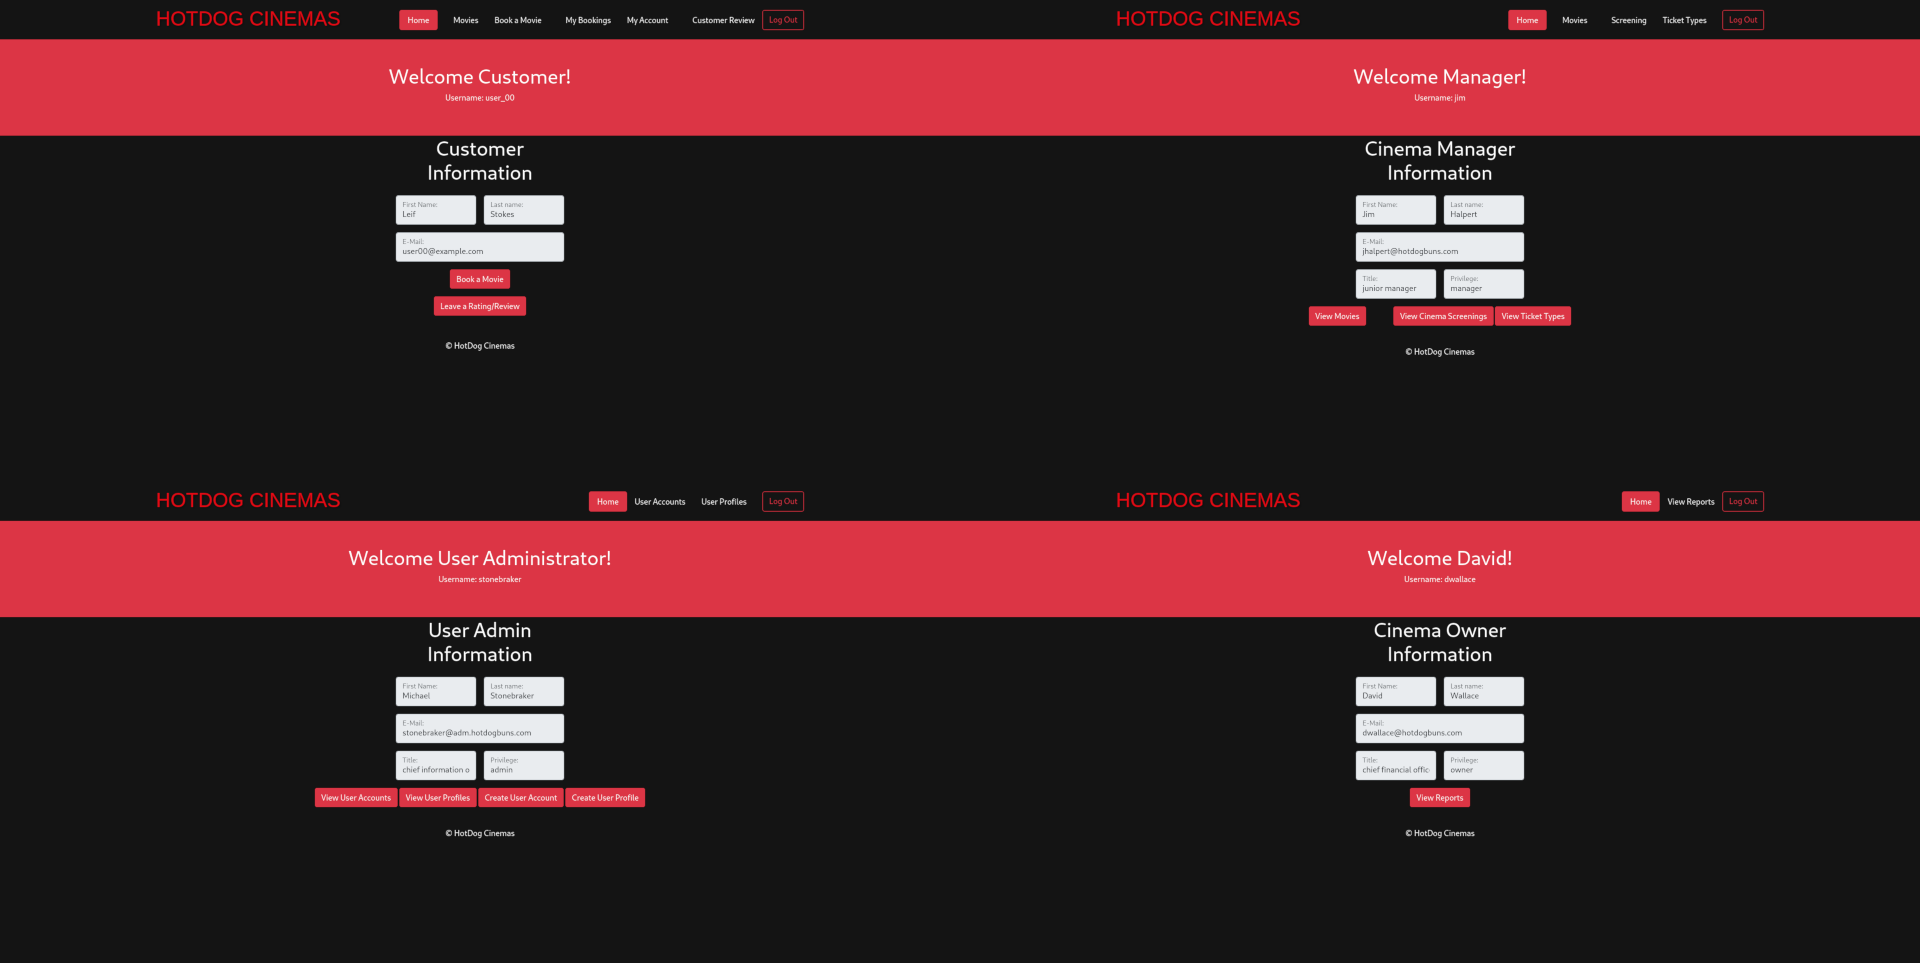 HOTDOG CINEMAS
Home Movies Book a Movie My Bookings My Account Customer Review Log Out
Welcome Customer!
Username: user_00
Customer
Information
First Name: Last name:
Leif Stokes
E-Mail:
user00@example.com
Book a Movie
Leave a Rating/Review
© HotDog Cinemas
HOTDOG CINEMAS
Home Movies Screening Ticket Types Log Out
Welcome Manager!
Username: jim
Cinema Manager
Information
First Name: Last name:
Jim Halpert
E-Mail:
jhalpert@hotdogbuns.com
Title: Privilege:
junior manager manager
View Movies View Cinema Screenings View Ticket Types
© HotDog Cinemas
HOTDOG CINEMAS
Home User Accounts User Profiles Log Out
Welcome User Administrator!
Username: stonebraker
User Admin
Information
First Name: Last name:
Michael Stonebraker
E-Mail:
stonebraker@adm.hotdogbuns.com
Title: Privilege:
chief information o admin
View User Accounts View User Profiles Create User Account Create User Profile
© HotDog Cinemas
HOTDOG CINEMAS
Home View Reports Log Out
Welcome David!
Username: dwallace
Cinema Owner
Information
First Name: Last name:
David Wallace
E-Mail:
dwallace@hotdogbuns.com
Title: Privilege:
chief financial offic owner
View Reports
© HotDog Cinemas